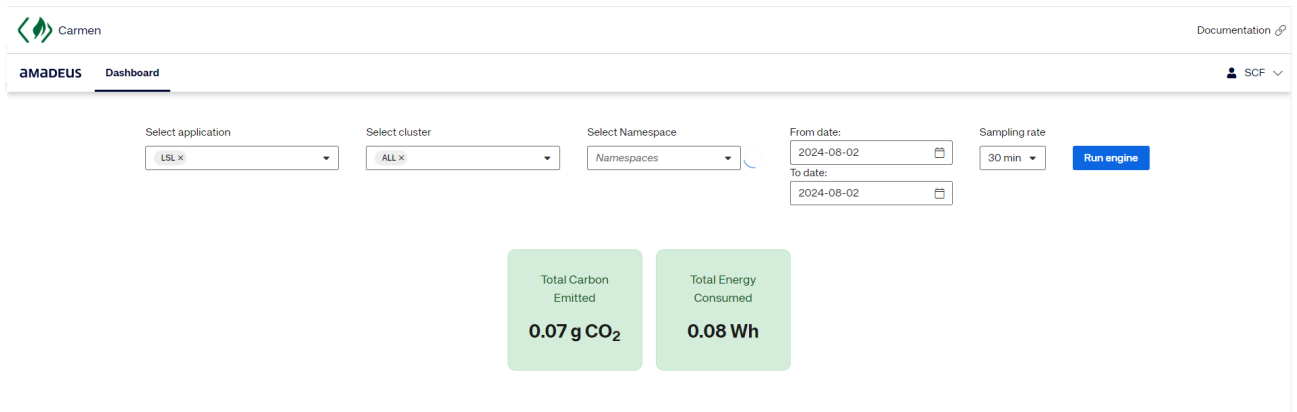 Carmen
Documentation
amadeus Dashboard SCF
Select application Select cluster Select Namespace From date: Sampling rate
LSL × ALL × Namespaces 2024-08-02 30 min Run engine
To date:
2024-08-02
Total Carbon
Emitted
0.07 g CO₂
Total Energy
Consumed
0.08 Wh